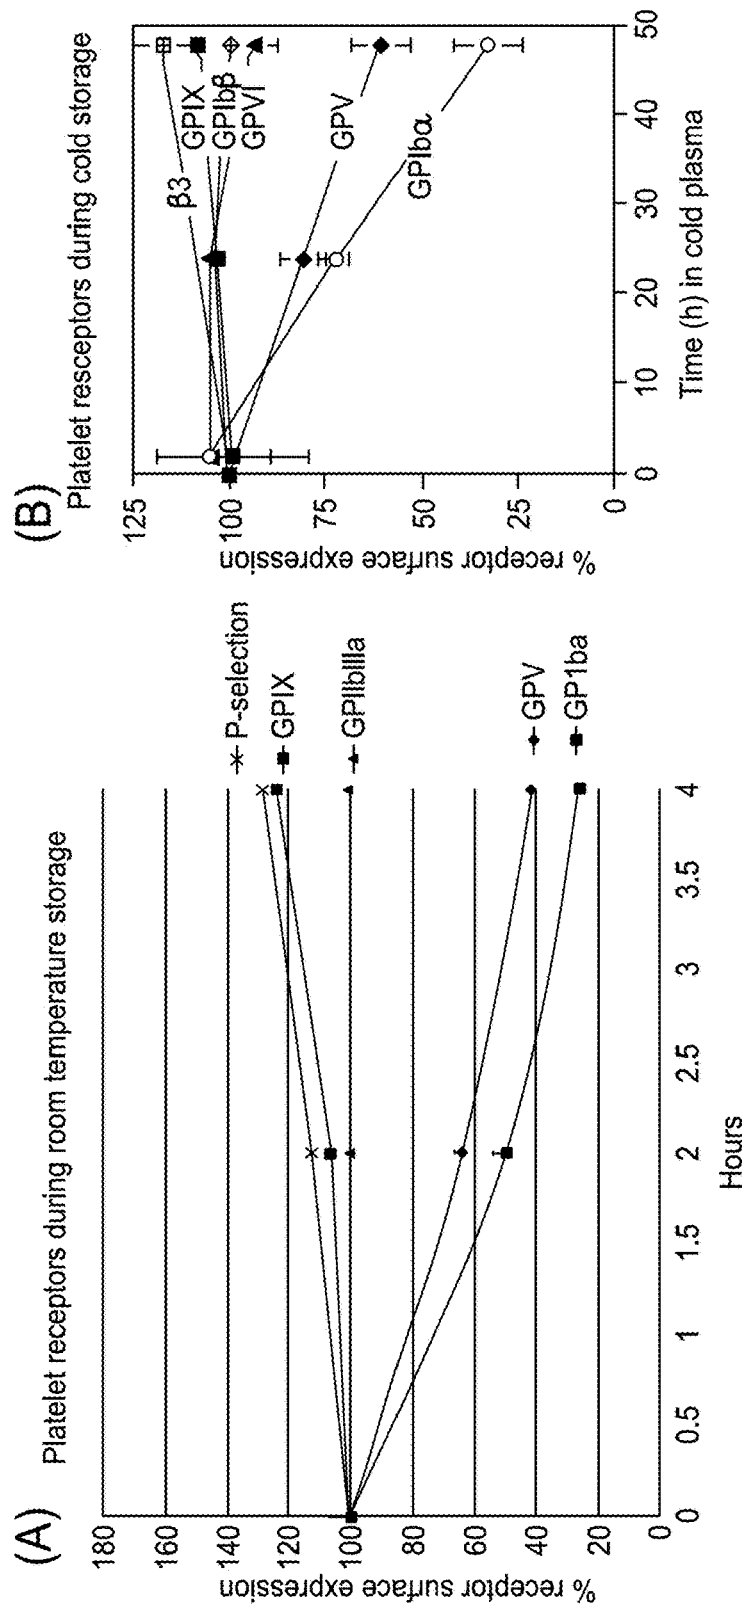 (A)
Platelet receptors during room temperature storage
% receptor surface expression
180
160
140
120
100
80
60
40
20
0
0
0.5
1
1.5
2
2.5
3
3.5
4
Hours
P-selection
GPIX
GPIIbIIIa
GPV
GP1ba
(B)
Platelet resceptors during cold storage
% receptor surface expression
125
100
75
50
25
0
0
10
20
30
40
50
Time (h) in cold plasma
β3
GPIX
GPIbβ
GPVI
GPV
GPIbα